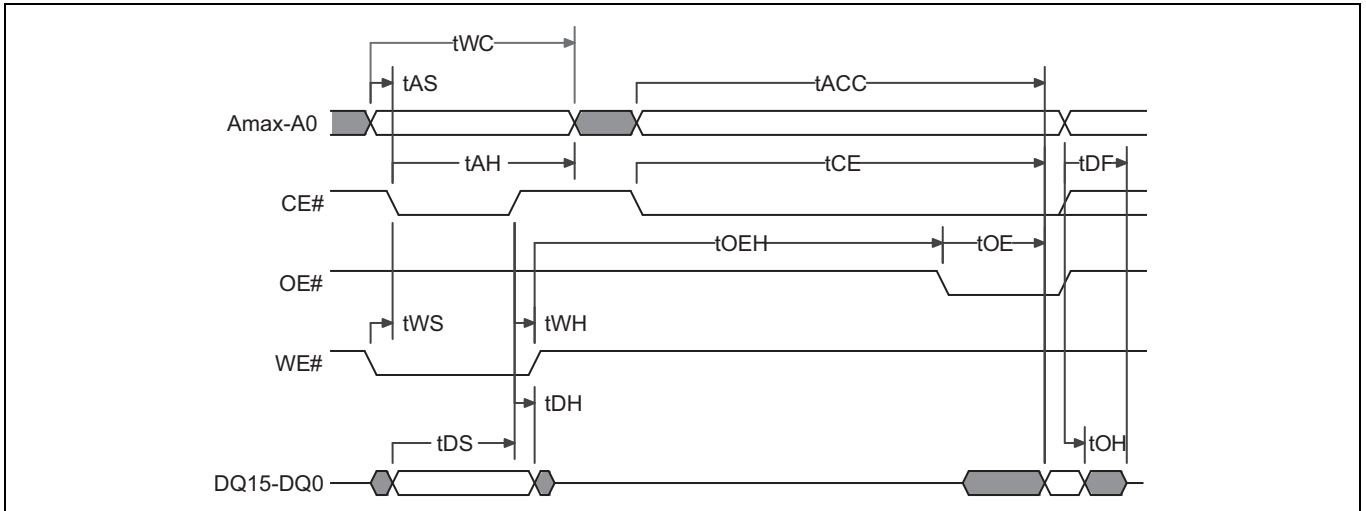 tWC
tAS
tACC
Amax-A0
tAH
tCE
tDF
CE#
tOEH
tOE
OE#
tWS
tWH
WE#
tDH
tDS
tOH
DQ15-DQ0